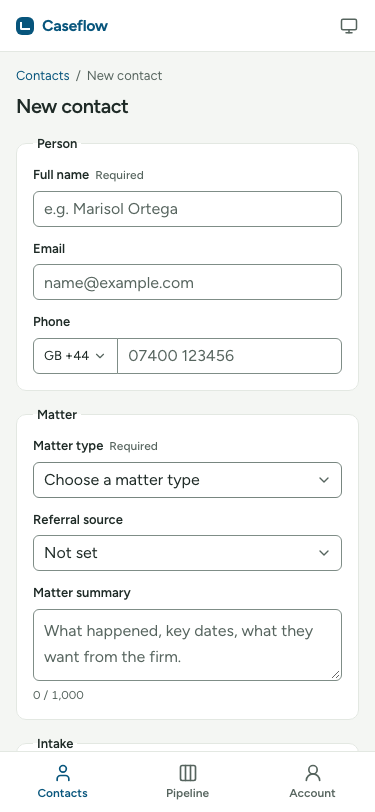 Caseflow
Contacts / New contact
New contact
Person
Full name Required
e.g. Marisol Ortega
Email
name@example.com
Phone
GB +44
07400 123456
Matter
Matter type Required
Choose a matter type
Referral source
Not set
Matter summary
What happened, key dates, what they
want from the firm.
0 / 1,000
Intake
Contacts
Pipeline
Account